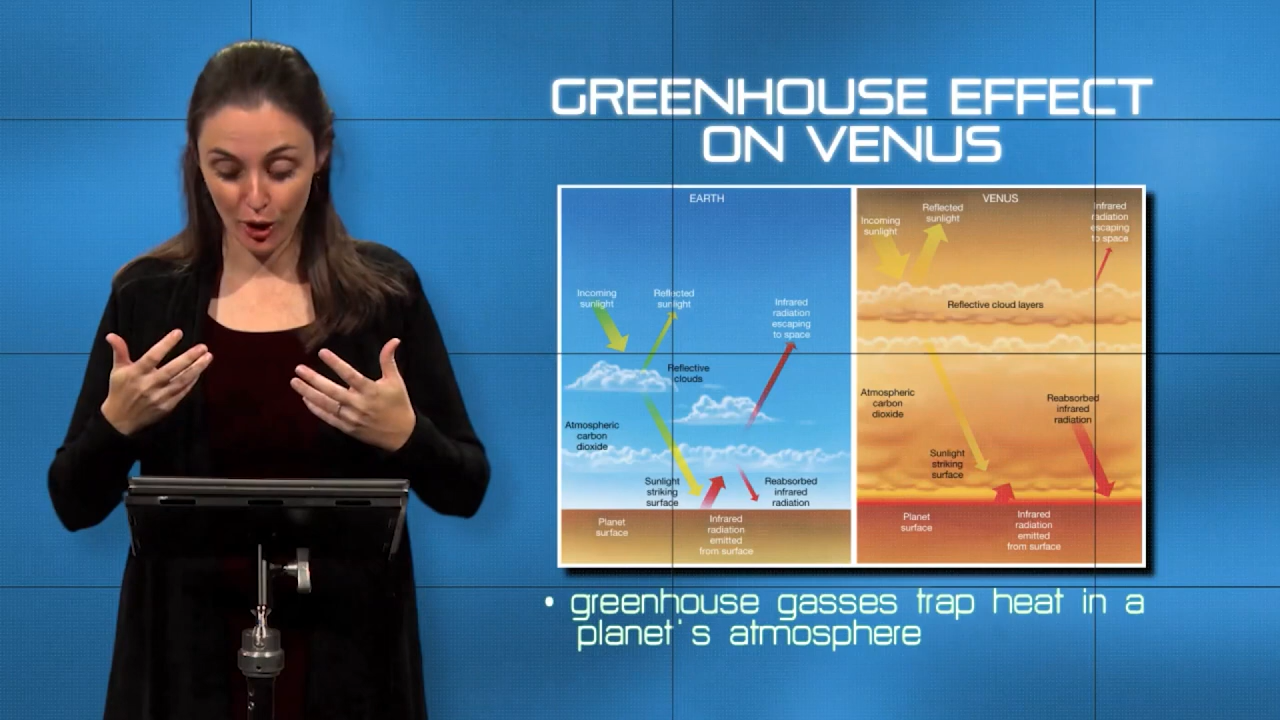 GREENHOUSE EFFECT
ON VENUS
EARTH
Incoming
sunlight
Reflected
sunlight
Infrared
radiation
escaping
to space
Reflective
clouds
Atmospheric
carbon
dioxide
Sunlight
striking
surface
Reabsorbed
infrared
radiation
Planet
surface
Infrared
radiation
emitted
from surface
VENUS
Incoming
sunlight
Reflected
sunlight
Infrared
radiation
escaping
to space
Reflective cloud layers
Atmospheric
carbon
dioxide
Reabsorbed
infrared
radiation
Sunlight
striking
surface
Planet
surface
Infrared
radiation
emitted
from surface
• greenhouse gasses trap heat in a
planet's atmosphere